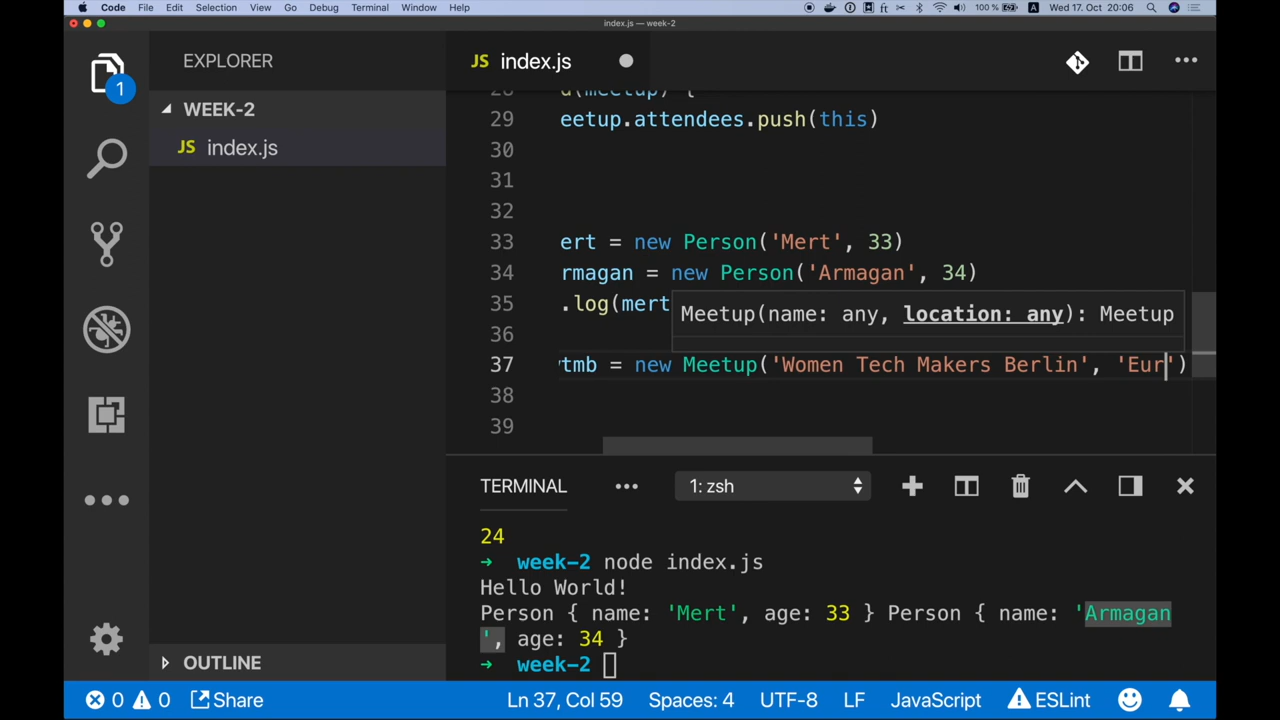 Code File Edit Selection View Go Debug Terminal Window Help 100 % A Wed 17. Oct 20:06
index.js — week-2
EXPLORER
WEEK-2
JS index.js
1
OUTLINE
JS index.js
28 d(meetup) {
29 eetup.attendees.push(this)
30
31
32
33 ert = new Person('Mert', 33)
34 rmagan = new Person('Armagan', 34)
35 .log(mert
Meetup(name: any, location: any): Meetup
36
37 tmb = new Meetup('Women Tech Makers Berlin', 'Eur')
38
39
TERMINAL 1: zsh
24
➜ week-2 node index.js
Hello World!
Person { name: 'Mert', age: 33 } Person { name: 'Armagan
', age: 34 }
➜ week-2
0 0 Share Ln 37, Col 59 Spaces: 4 UTF-8 LF JavaScript ESLint